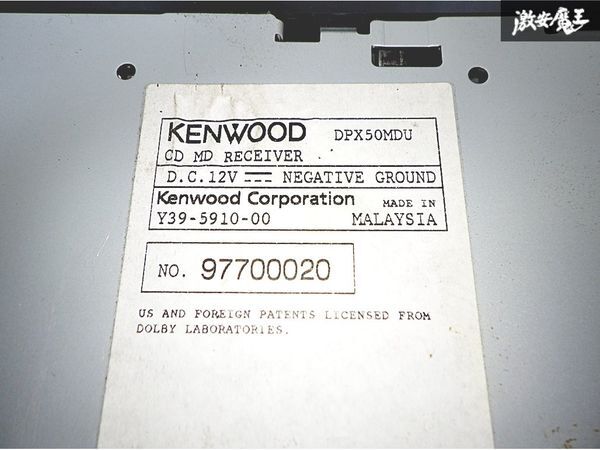 激安魔王
KENWOOD DPX50MDU
CD MD RECEIVER
D.C.12V NEGATIVE GROUND
Kenwood Corporation MADE IN
Y39-5910-00 MALAYSIA
NO. 97700020
US AND FOREIGN PATENTS LICENSED FROM
DOLBY LABORATORIES.